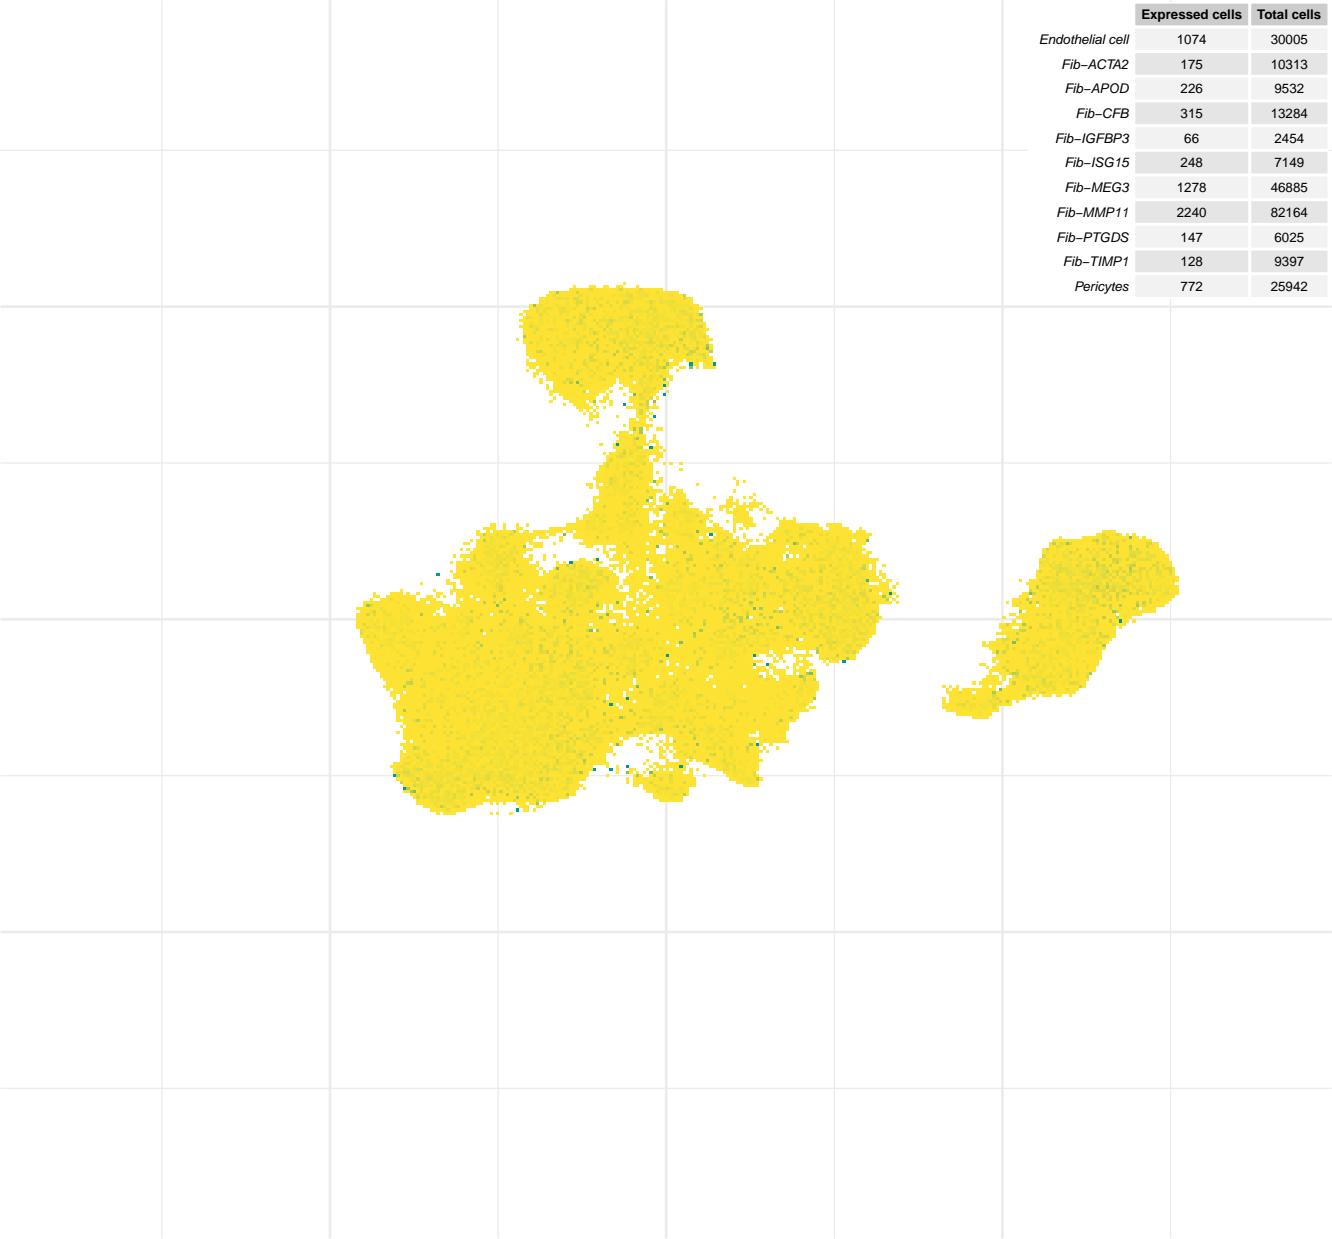 Expressed cells Total cells
Endothelial cell 1074 30005
Fib−ACTA2 175 10313
Fib−APOD 226 9532
Fib−CFB 315 13284
Fib−IGFBP3 66 2454
Fib−ISG15 248 7149
Fib−MEG3 1278 46885
Fib−MMP11 2240 82164
Fib−PTGDS 147 6025
Fib−TIMP1 128 9397
Pericytes 772 25942